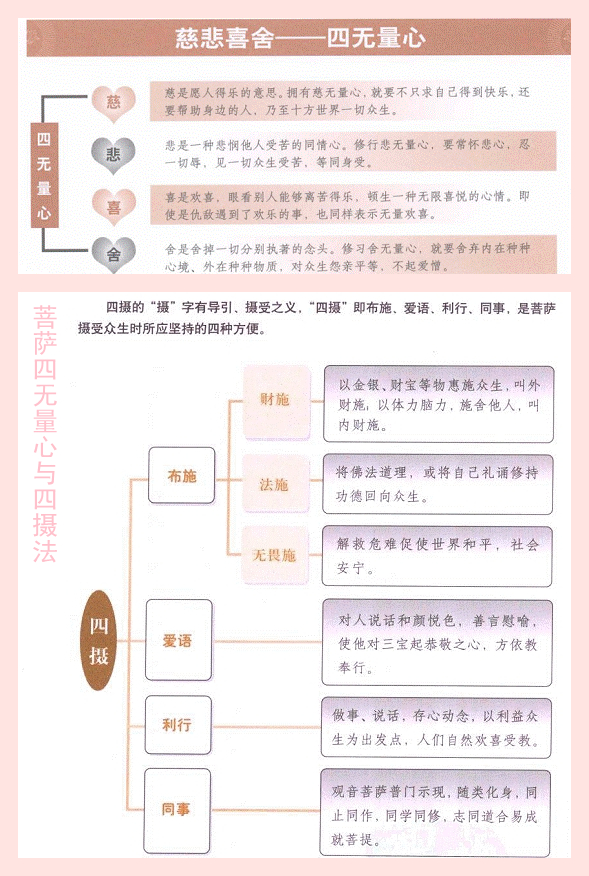 慈悲喜舍——四无量心
四无量心
慈
慈是愿人得乐的意思。拥有慈无量心，就要不只求自己得到快乐，还
要帮助身边的人，乃至十方世界一切众生。
悲
悲是一种悲悯他人受苦的同情心。修行悲无量心，要常怀悲心，忍
一切辱，见一切众生受苦，等同身受。
喜
喜是欢喜，眼看别人能够离苦得乐，顿生一种无限喜悦的心情。即
使是仇敌遇到了欢乐的事，也同样表示无量欢喜。
舍
舍是舍掉一切分别执著的念头。修习舍无量心，就要舍弃内在种种
心境、外在种种物质，对众生怨亲平等，不起爱憎。
菩萨四无量心与四摄法
四摄的“摄”字有导引、摄受之义，“四摄”即布施、爱语、利行、同事，是菩萨
摄受众生时所应坚持的四种方便。
四摄
布施
财施
以金银、财宝等物惠施众生，叫外
财施；以体力脑力，施舍他人，叫
内财施。
法施
将佛法道理，或将自己礼诵修持
功德回向众生。
无畏施
解救危难促使世界和平，社会
安宁。
爱语
对人说话和颜悦色，善言慰喻，
使他对三宝起恭敬之心，方依教
奉行。
利行
做事、说话，存心动念，以利益众
生为出发点，人们自然欢喜受教。
同事
观音菩萨普门示现，随类化身，同
止同作，同学同修，志同道合易成
就菩提。